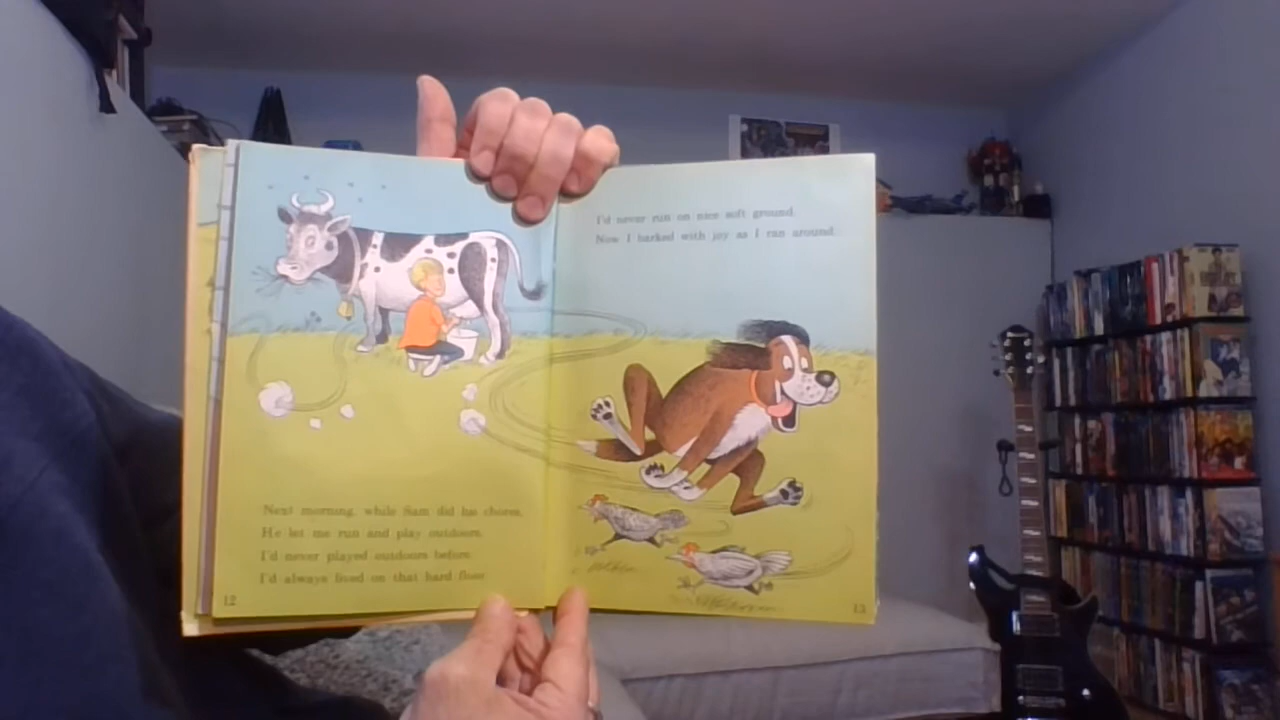 Next morning, while Sam did his chores,
He let me run and play outdoors.
I'd never played outdoors before.
I'd always lived on that hard floor.
12
I'd never run on nice soft ground.
Now I barked with joy as I ran around.
13